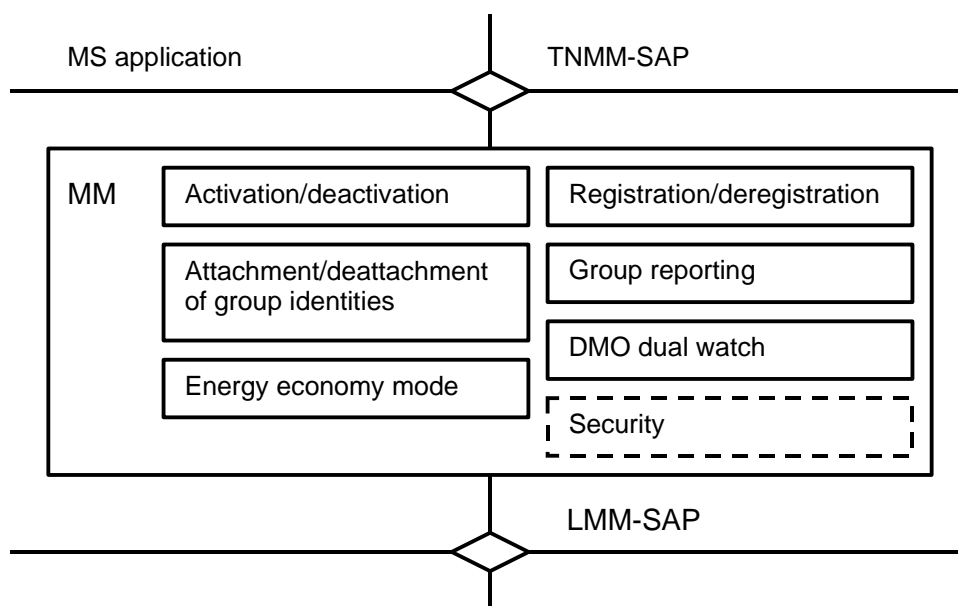 MS application
TNMM-SAP
MM
Activation/deactivation
Attachment/deattachment
of group identities
Energy economy mode
Registration/deregistration
Group reporting
DMO dual watch
Security
LMM-SAP